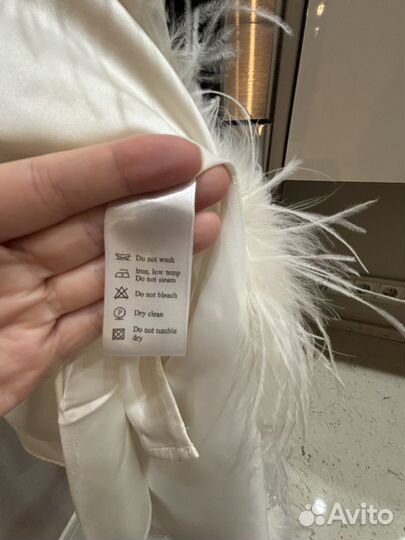 Do not wash
Iron, low temp
Do not steam
Do not bleach
P
Dry clean
Do not tumble
dry
Avito